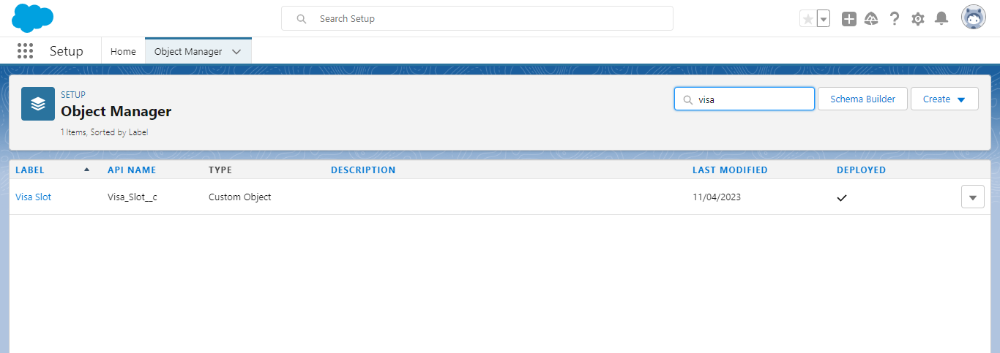 Search Setup
Setup Home Object Manager
SETUP
Object Manager
1 Items, Sorted by Label
visa
Schema Builder
Create
LABEL API NAME TYPE DESCRIPTION LAST MODIFIED DEPLOYED
Visa Slot Visa_Slot__c Custom Object 11/04/2023